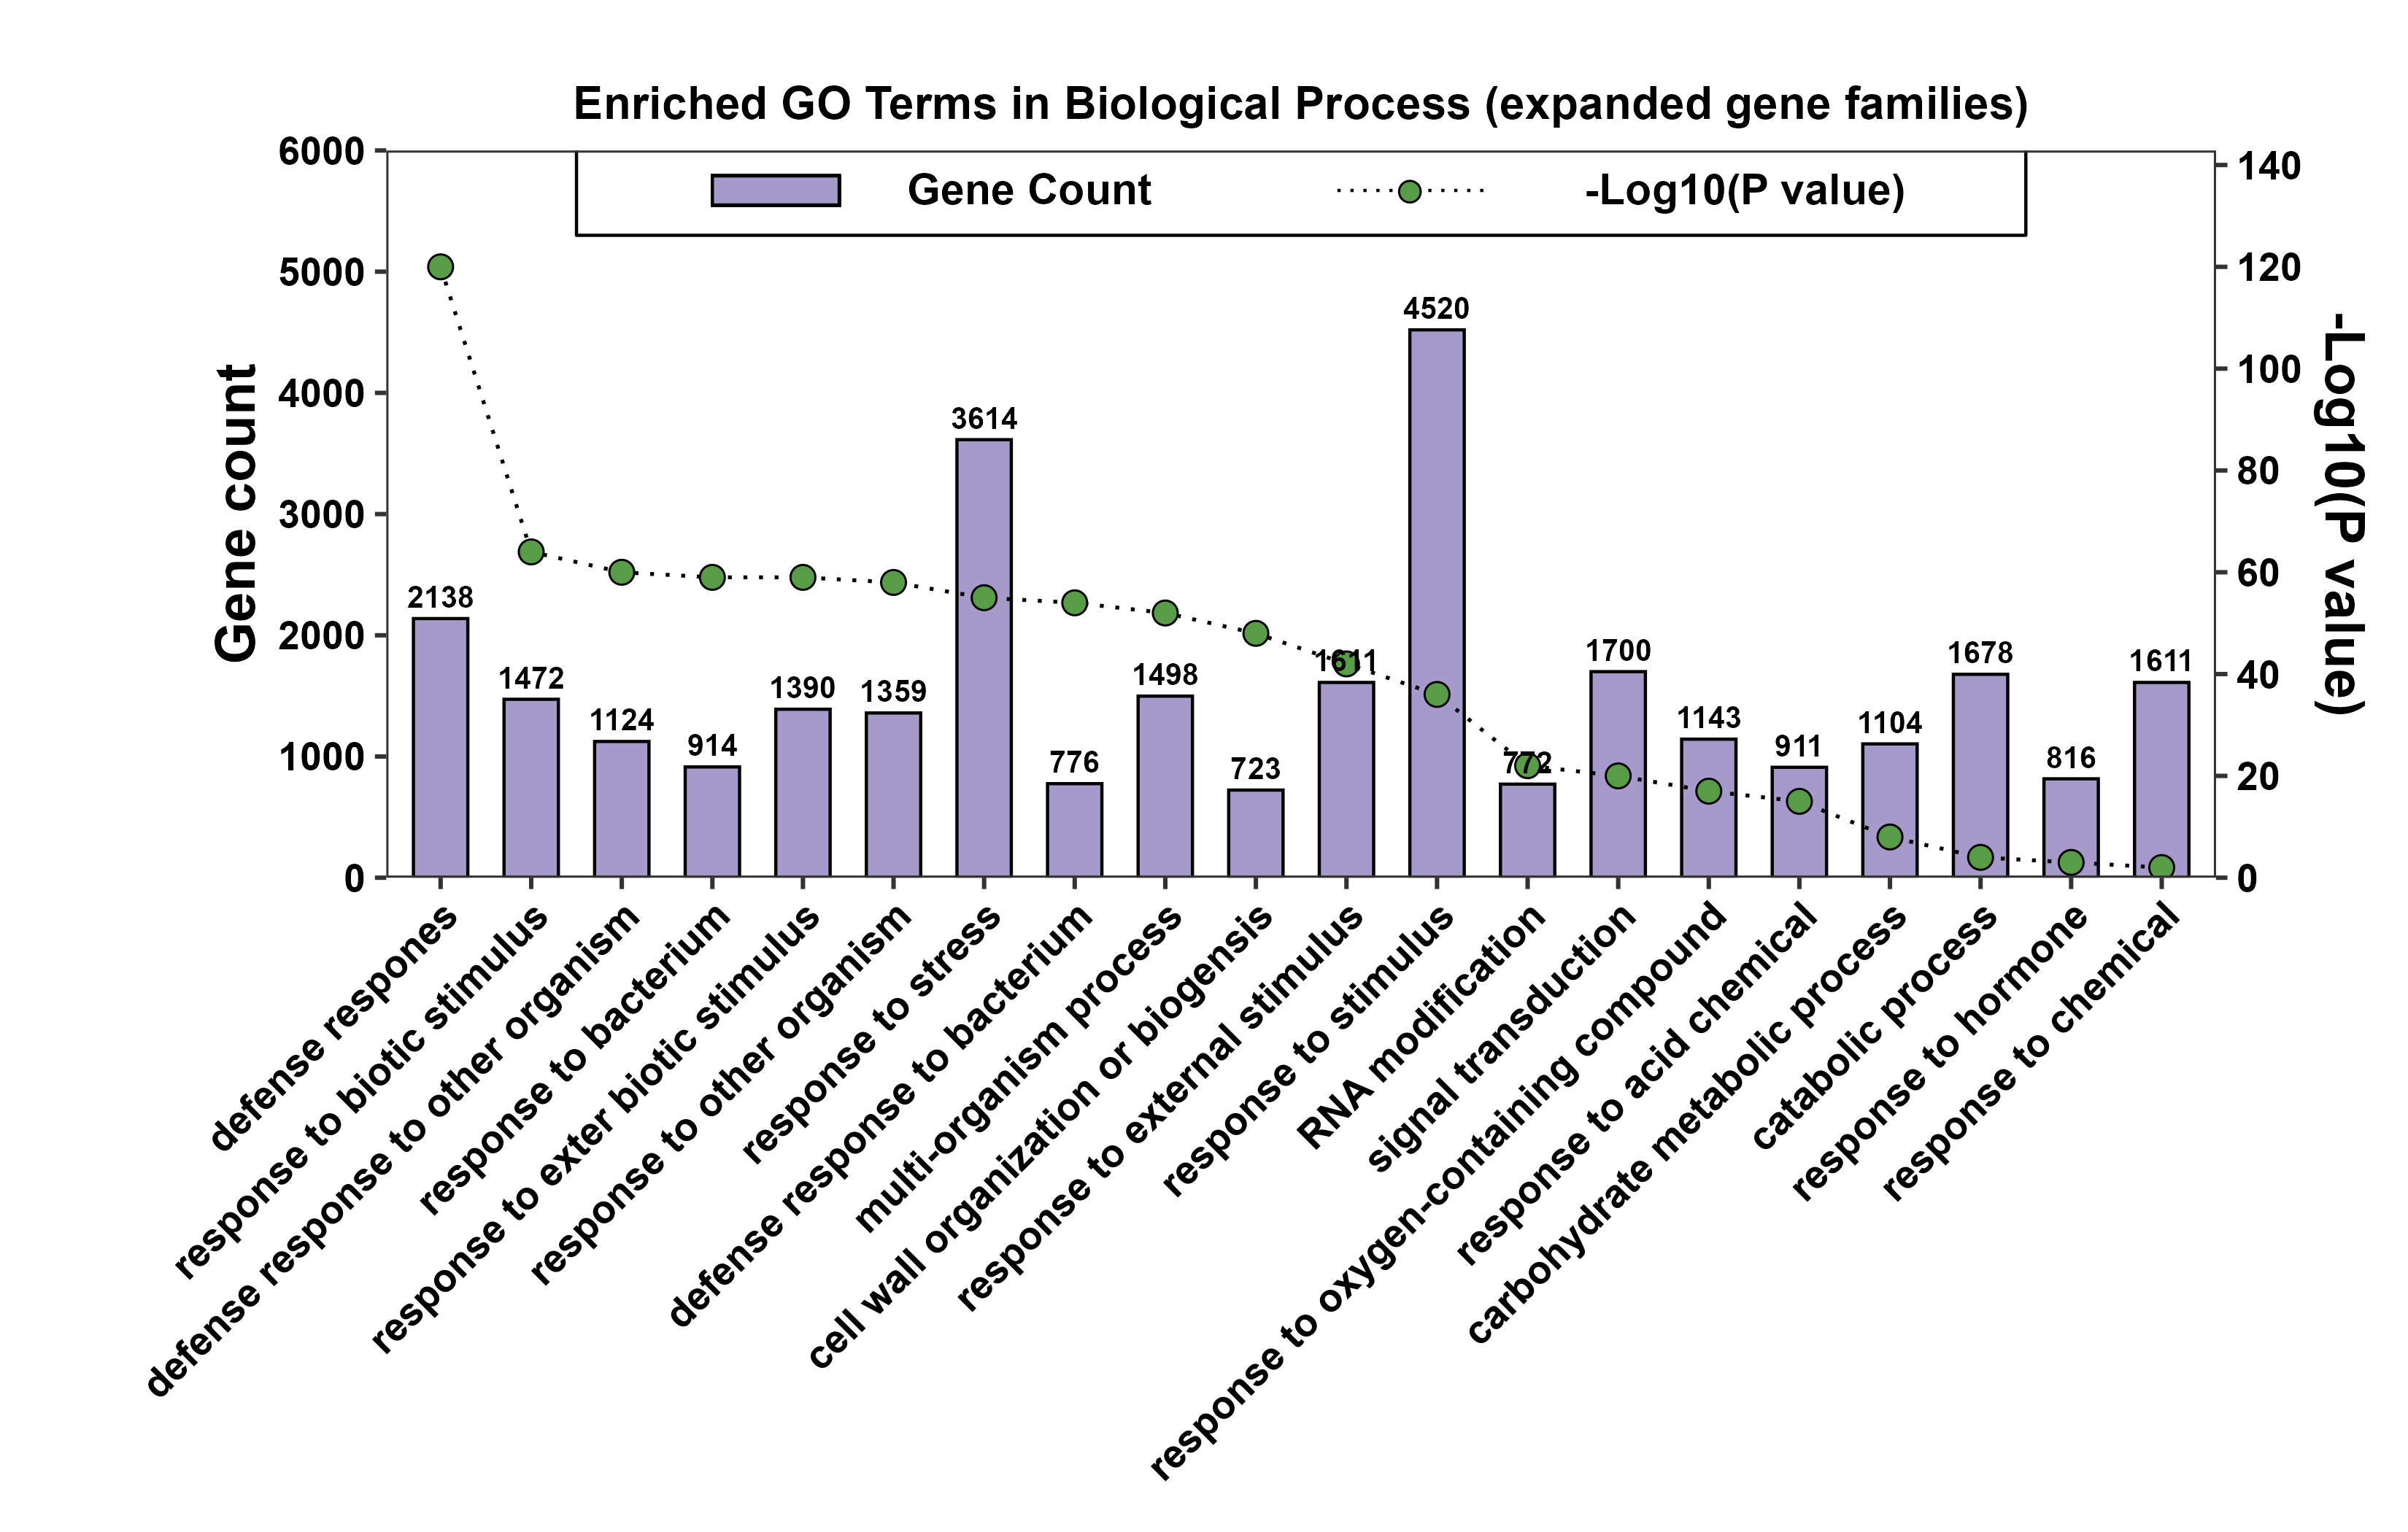 Enriched GO Terms in Biological Process (expanded gene families)
Gene Count
-Log10(P value)
Gene count
6000
5000
4000
3000
2000
1000
0
140
120
100
80
60
40
20
0
-Log10(P value)
2138
1472
1124
914
1390
1359
3614
776
1498
723
1611
4520
772
1700
1143
911
1104
1678
816
1611
defense respones
response to biotic stimulus
defense response to other organism
response to bacterium
response to exter biotic stimulus
response to other organism
response to stress
defense response to bacterium
multi-organism process
cell wall organization or biogensis
response to external stimulus
response to stimulus
RNA modification
signal transduction
response to oxygen-containing compound
response to acid chemical
carbohydrate metabolic process
catabolic process
response to hormone
response to chemical